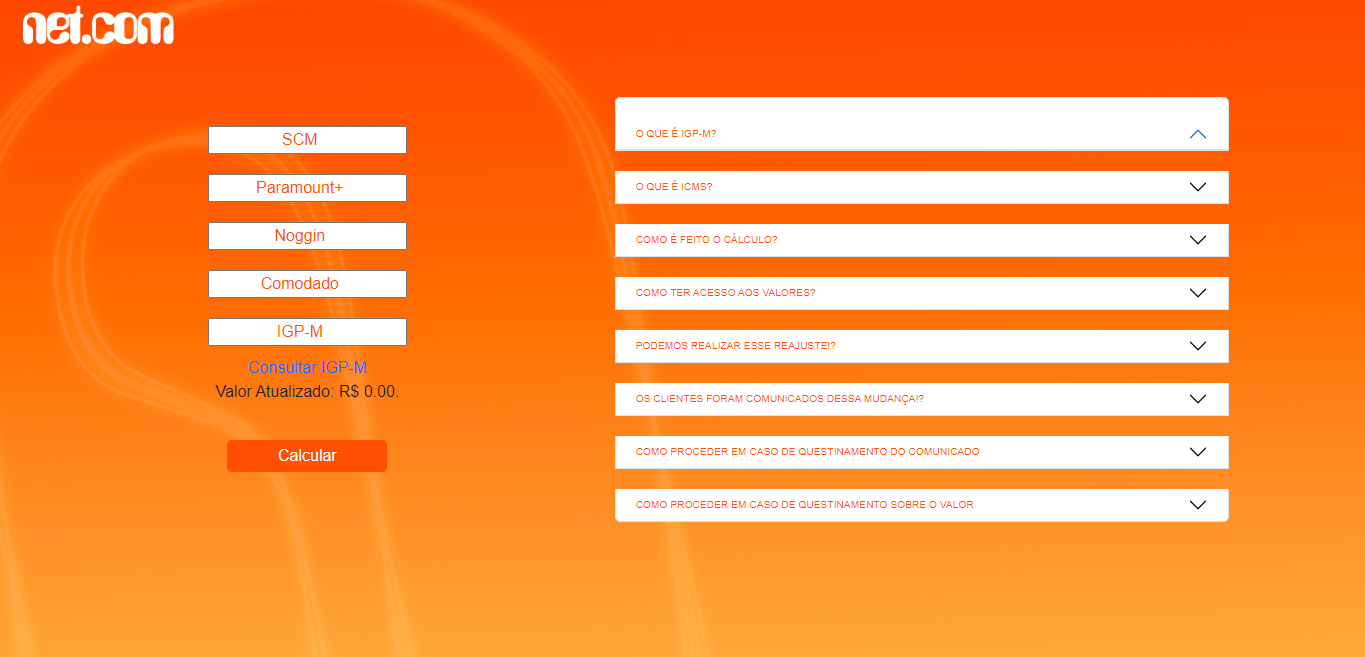 net.com
SCM
Paramount+
Noggin
Comodado
IGP-M
Consultar IGP-M
Valor Atualizado: R$ 0.00.
Calcular
O QUE É IGP-M?
O QUE É ICMS?
COMO É FEITO O CÁLCULO?
COMO TER ACESSO AOS VALORES?
PODEMOS REALIZAR ESSE REAJUSTE!?
OS CLIENTES FORAM COMUNICADOS DESSA MUDANÇA!?
COMO PROCEDER EM CASO DE QUESTINAMENTO DO COMUNICADO
COMO PROCEDER EM CASO DE QUESTINAMENTO SOBRE O VALOR